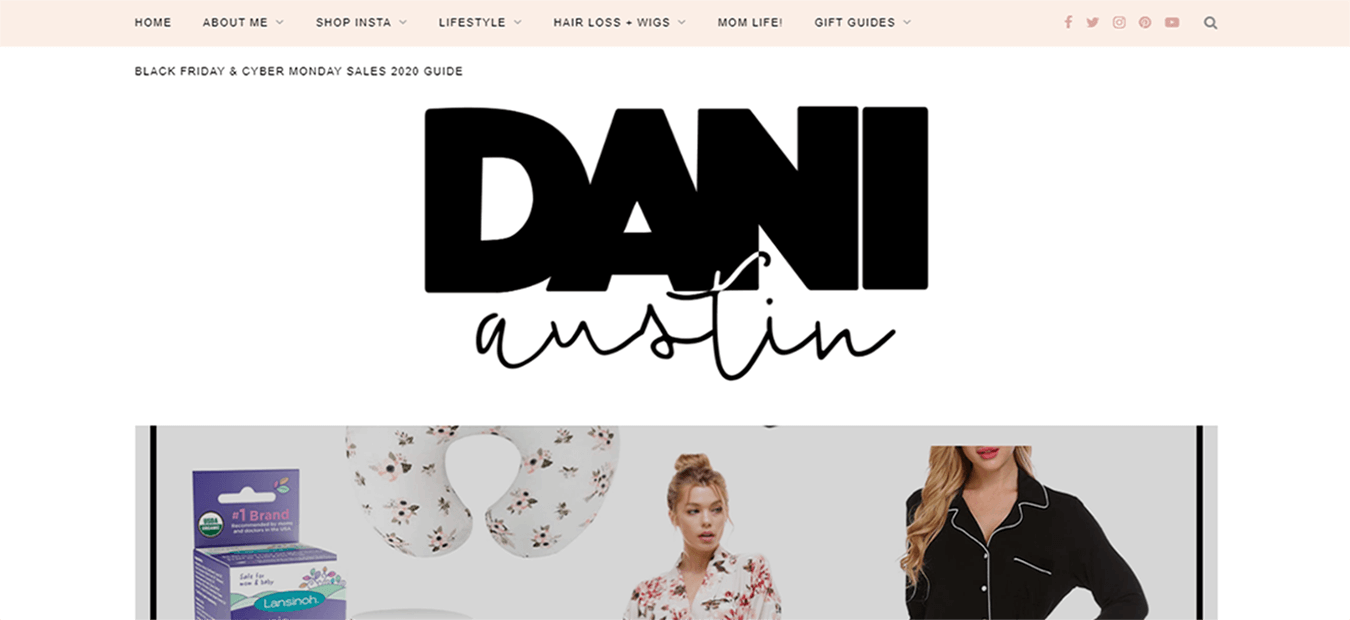 HOME ABOUT ME SHOP INSTA LIFESTYLE HAIR LOSS + WIGS MOM LIFE! GIFT GUIDES
BLACK FRIDAY & CYBER MONDAY SALES 2020 GUIDE
DANI
austin
#1 Brand
Recommended by moms
and doctors in the USA
USDA
ORGANIC
Safe for
mom & baby
Lansinoh